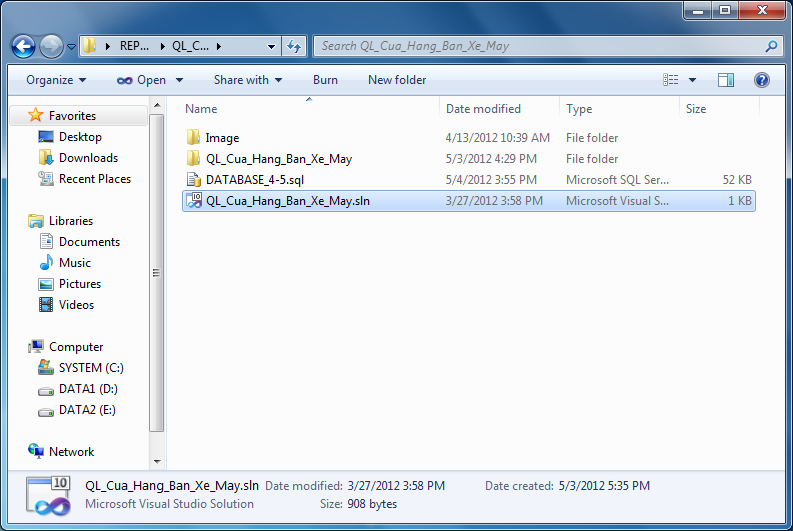 REP... QL_C... Search QL_Cua_Hang_Ban_Xe_May
Organize Open Share with Burn New folder
Favorites
Desktop
Downloads
Recent Places
Libraries
Documents
Music
Pictures
Videos
Computer
SYSTEM (C:)
DATA1 (D:)
DATA2 (E:)
Network
Name Date modified Type Size
Image 4/13/2012 10:39 AM File folder
QL_Cua_Hang_Ban_Xe_May 5/3/2012 4:29 PM File folder
DATABASE_4-5.sql 5/4/2012 3:55 PM Microsoft SQL Ser... 52 KB
QL_Cua_Hang_Ban_Xe_May.sln 3/27/2012 3:58 PM Microsoft Visual S... 1 KB
10
QL_Cua_Hang_Ban_Xe_May.sln Date modified: 3/27/2012 3:58 PM Date created: 5/3/2012 5:35 PM
Microsoft Visual Studio Solution Size: 908 bytes